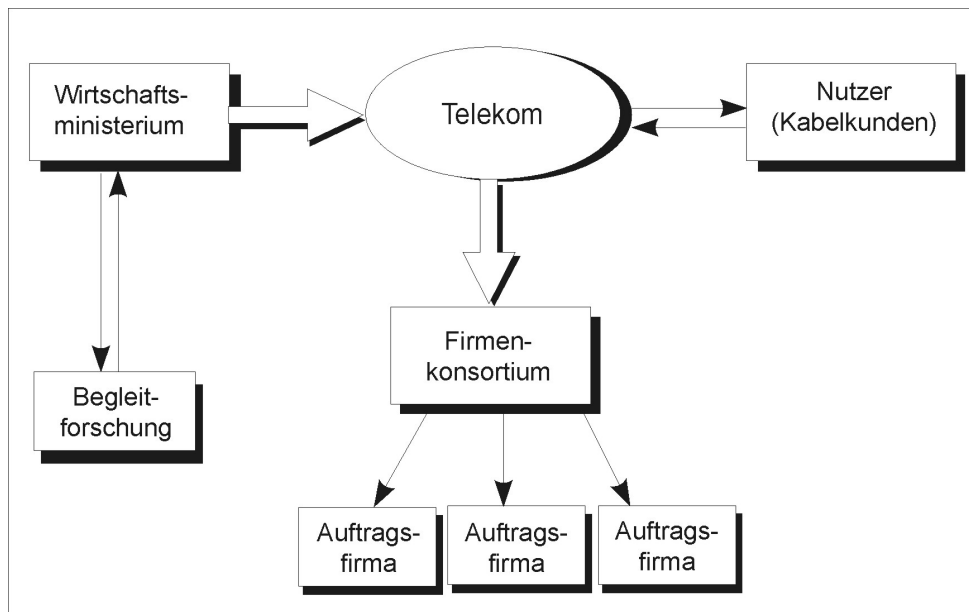 Wirtschafts-
ministerium
Telekom
Nutzer
(Kabelkunden)
Firmen-
konsortium
Begleit-
forschung
Auftrags-
firma
Auftrags-
firma
Auftrags-
firma